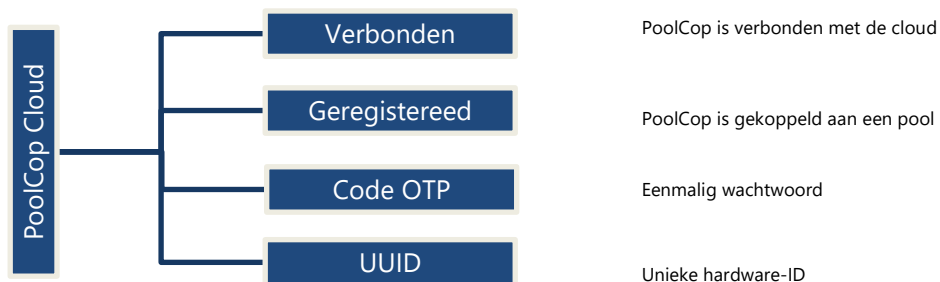 PoolCop Cloud
Verbonden
PoolCop is verbonden met de cloud
Geregistereed
PoolCop is gekoppeld aan een pool
Code OTP
Eenmalig wachtwoord
UUID
Unieke hardware-ID